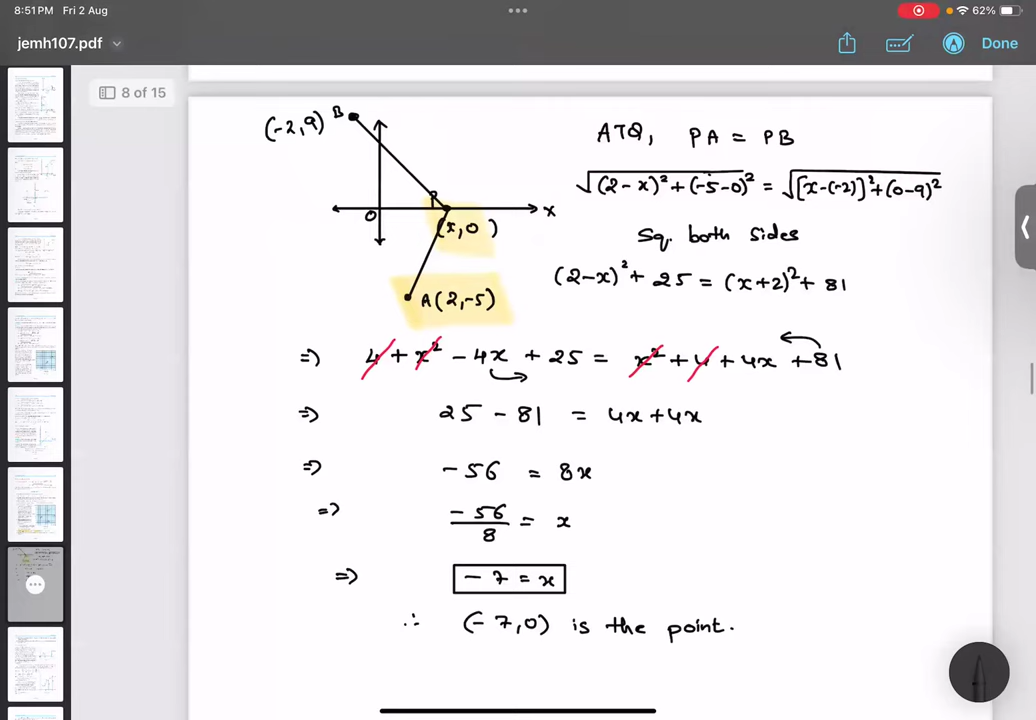 8:51PM Fri 2 Aug
62%
jemh107.pdf
Done
8 of 15
(-2,9) B
O
P
x
(x,0)
A(2,-5)
ATQ, PA = PB
√(2-x)²+(-5-0)² = √[x-(-2)]²+(0-9)²
Sq. both sides
(2-x)²+25 = (x+2)²+81
⇒ 4+x²-4x+25 = x²+4+4x+81
⇒ 25-81 = 4x+4x
⇒ -56 = 8x
⇒ -56/8 = x
⇒ -7=x
∴ (-7,0) is the point.